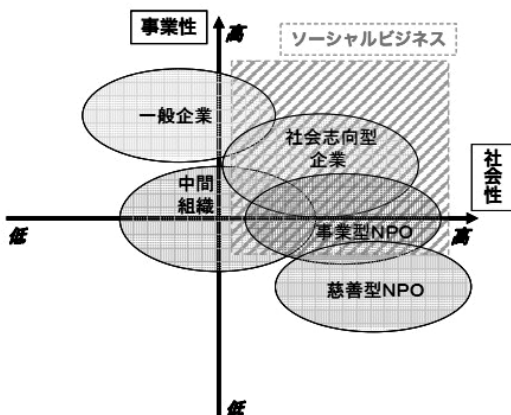 事業性
高
ソーシャルビジネス
一般企業
社会志向型
企業
社会性
中間
組織
低
事業型NPO
高
慈善型NPO
低